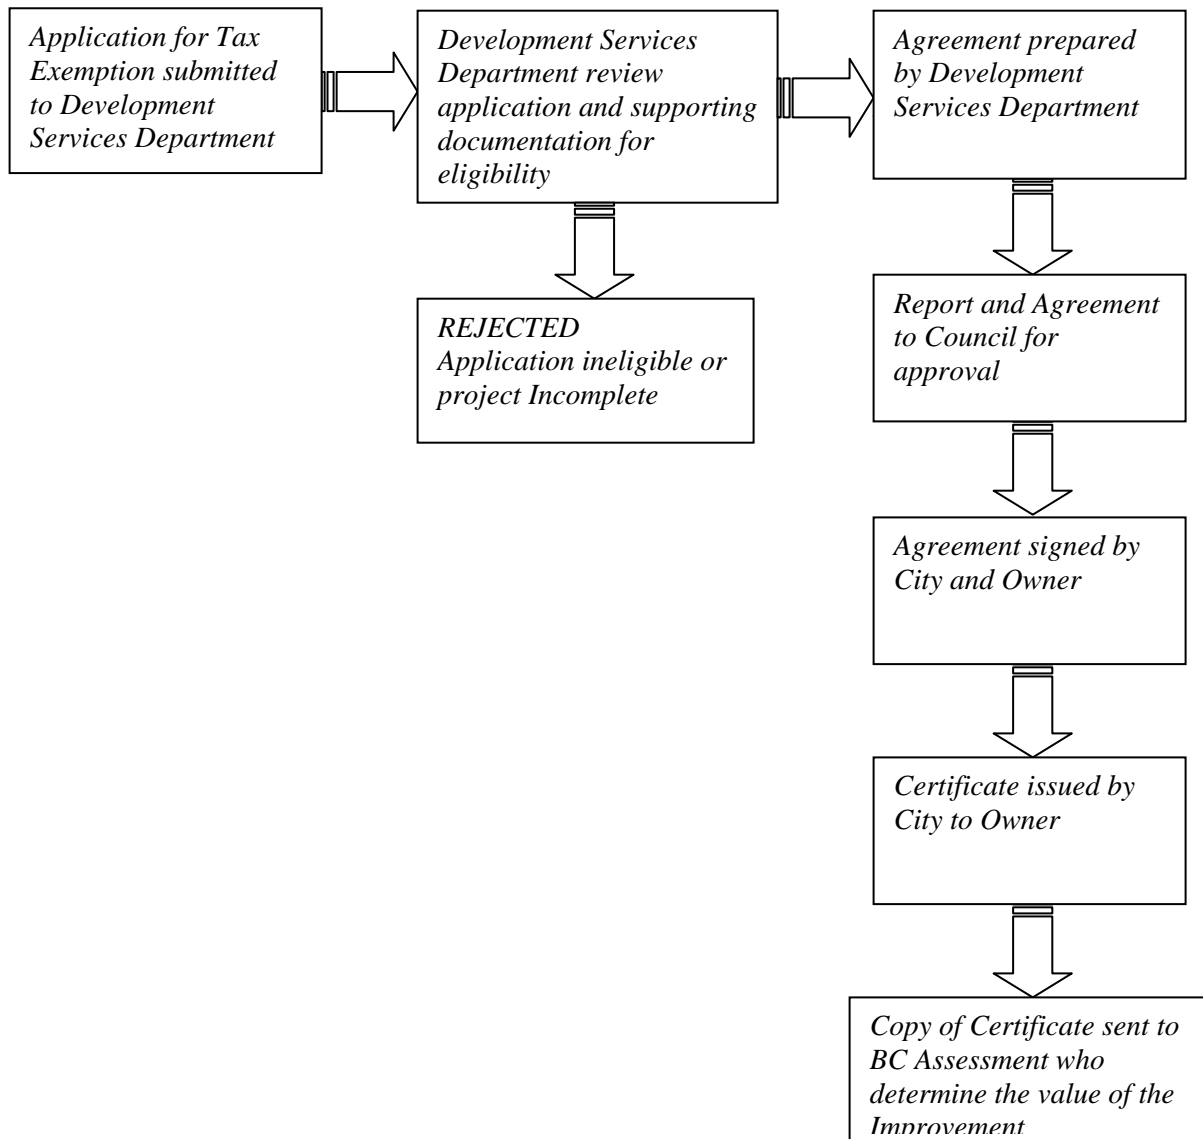 Application for Tax
Exemption submitted
to Development
Services Department
Development Services
Department review
application and supporting
documentation for
eligibility
Agreement prepared
by Development
Services Department
REJECTED
Application ineligible or
project Incomplete
Report and Agreement
to Council for
approval
Agreement signed by
City and Owner
Certificate issued by
City to Owner
Copy of Certificate sent to
BC Assessment who
determine the value of the
Improvement